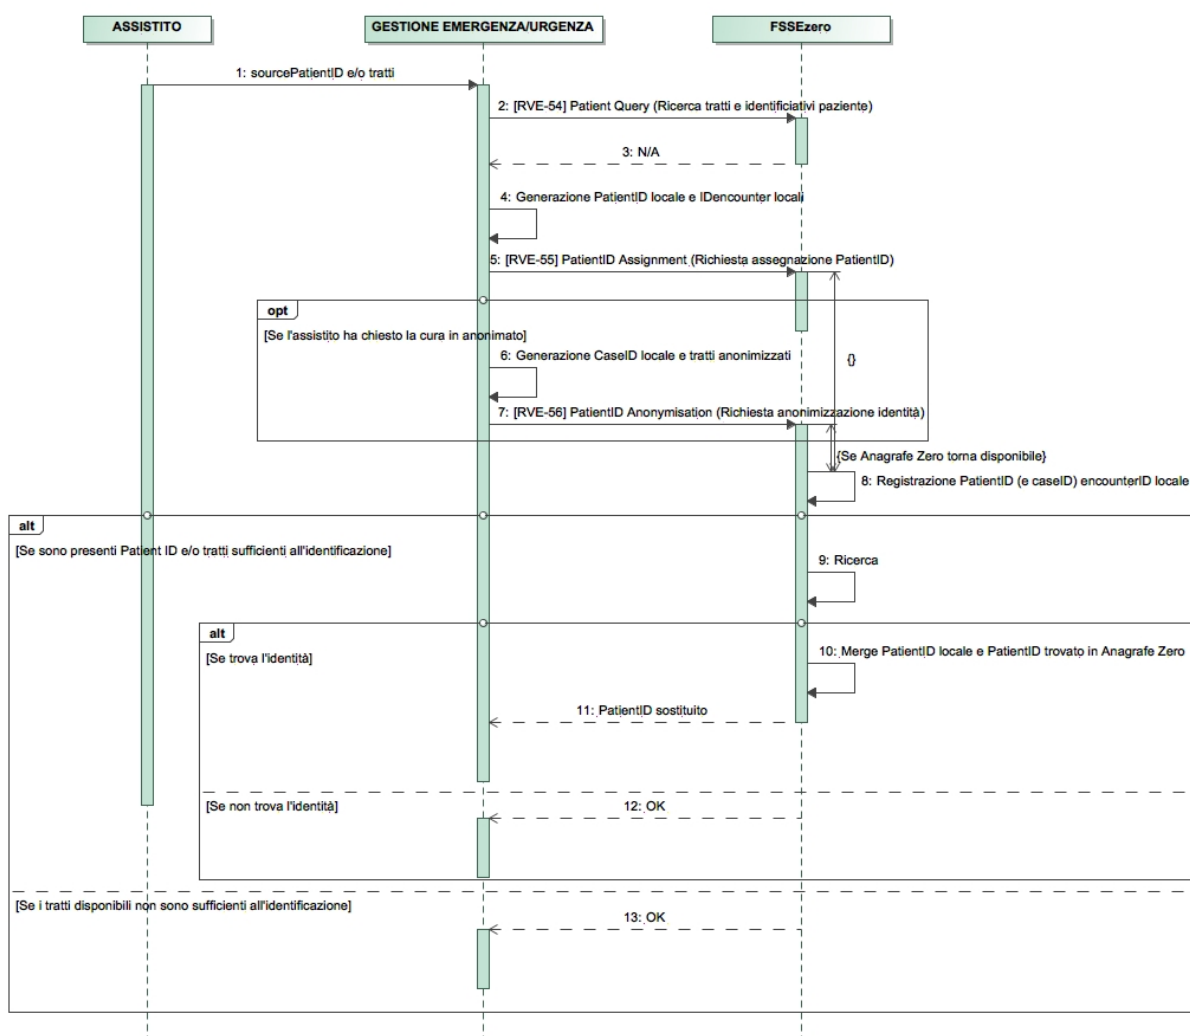 ASSISTITO
GESTIONE EMERGENZA/URGENZA
FSSEzero
1: sourcePatientID e/o tratti
2: [RVE-54] Patient Query (Ricerca tratti e identificiativi paziente)
3: N/A
4: Generazione PatientID locale e IDencounter locali
5: [RVE-55] PatientID Assignment (Richiesta assegnazione PatientID)
opt
[Se l'assistito ha chiesto la cura in anonimato]
6: Generazione CaseID locale e tratti anonimizzati
{}
7: [RVE-56] PatientID Anonymisation (Richiesta anonimizzazione identità)
{Se Anagrafe Zero torna disponibile}
8: Registrazione PatientID (e caseID) encounterID locale
alt
[Se sono presenti Patient ID e/o tratti sufficienti all'identificazione]
9: Ricerca
alt
[Se trova l'identità]
10: Merge PatientID locale e PatientID trovato in Anagrafe Zero
11: PatientID sostituito
[Se non trova l'identità]
12: OK
[Se i tratti disponibili non sono sufficienti all'identificazione]
13: OK